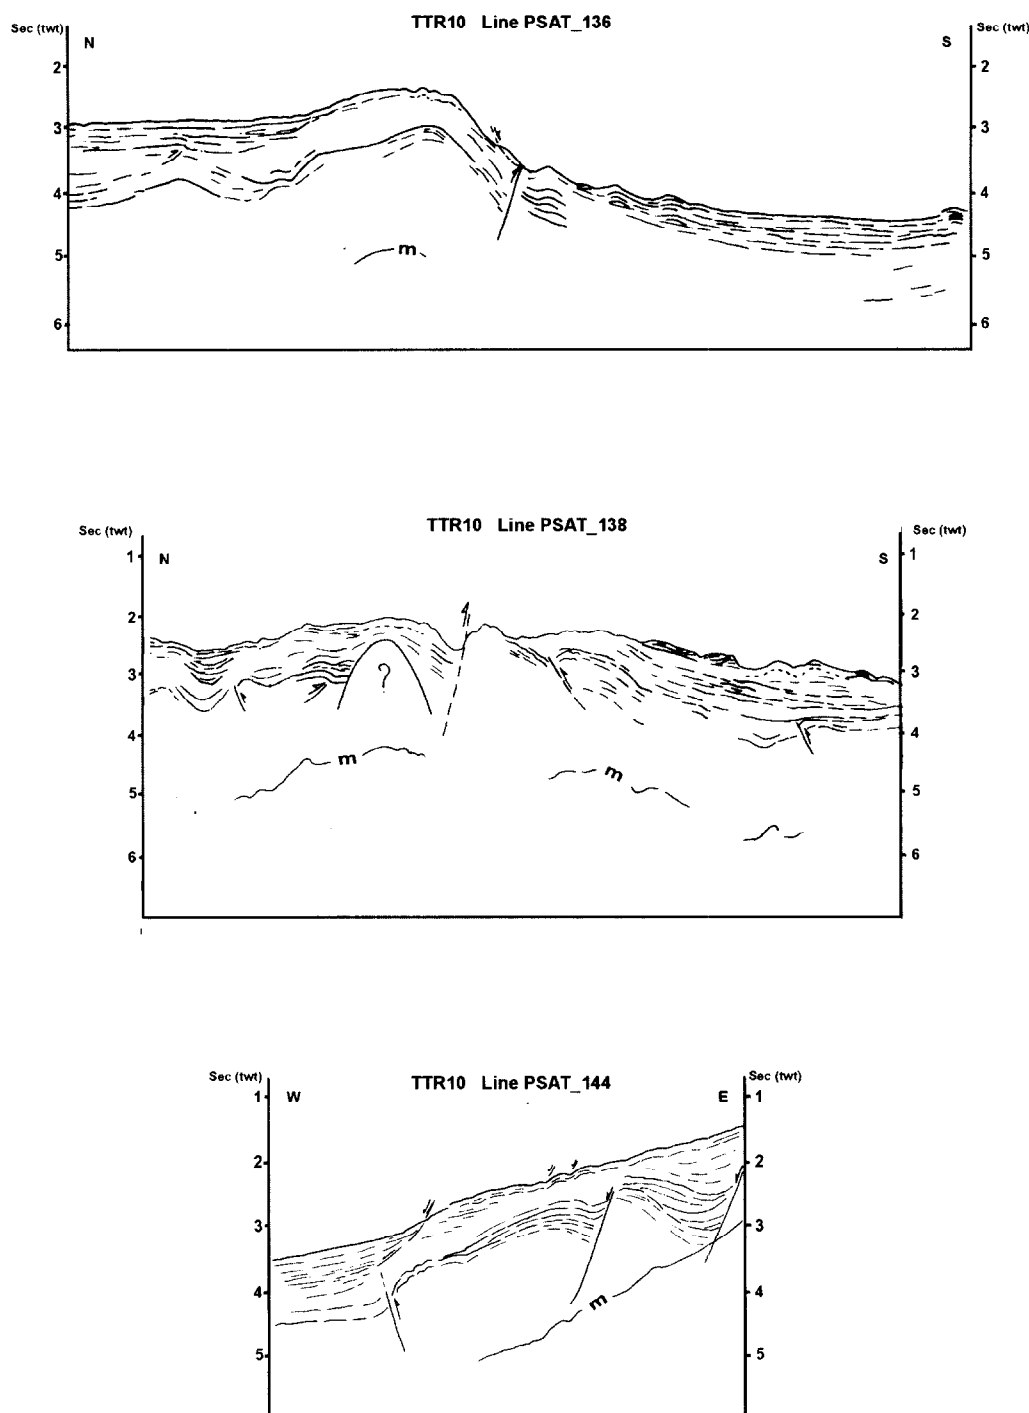 TTR10 Line PSAT_136
Sec (twt) Sec (twt)
N S
2 2
3 3
4 4
5 m 5
6 6
TTR10 Line PSAT_138
Sec (twt) Sec (twt)
1 N S 1
2 2
3 ? 3
4 4
m m
5 5
6 6
TTR10 Line PSAT_144
Sec (twt) Sec (twt)
1 W E 1
2 2
3 3
4 m 4
5 5